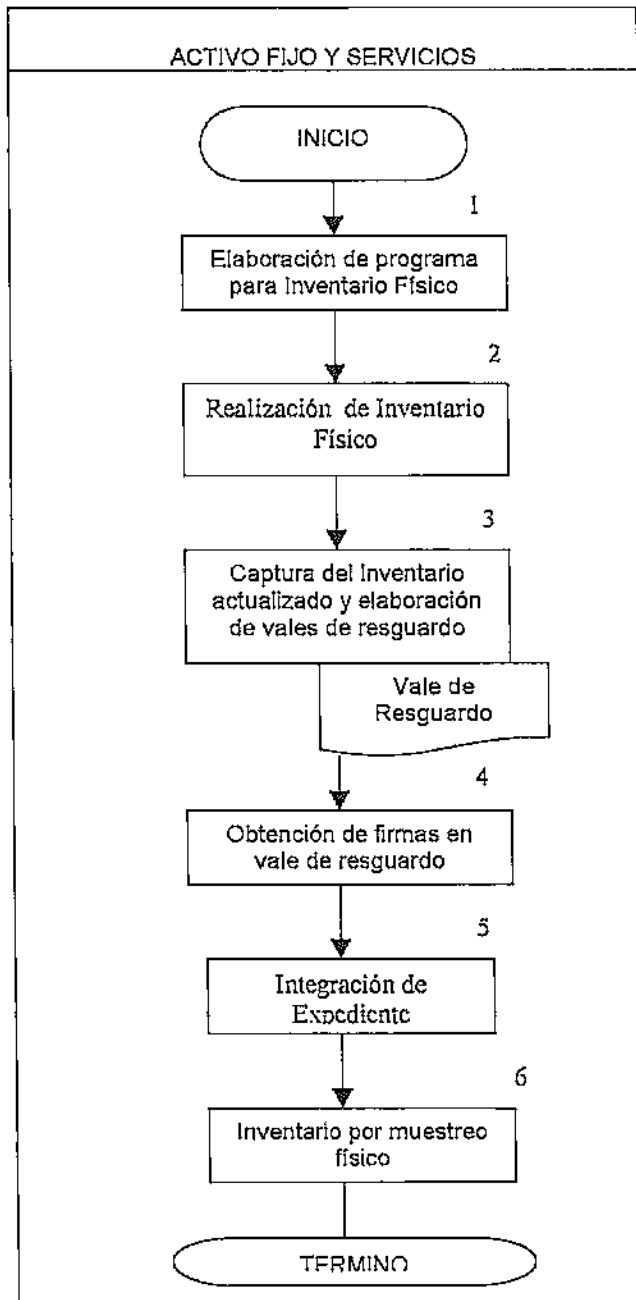 ACTIVO FIJO Y SERVICIOS
INICIO
1
Elaboración de programa
para Inventario Físico
2
Realización de Inventario
Físico
3
Captura del Inventario
actualizado y elaboración
de vales de resguardo
Vale de
Resguardo
4
Obtención de firmas en
vale de resguardo
5
Integración de
Expediente
6
Inventario por muestreo
físico
TERMINO